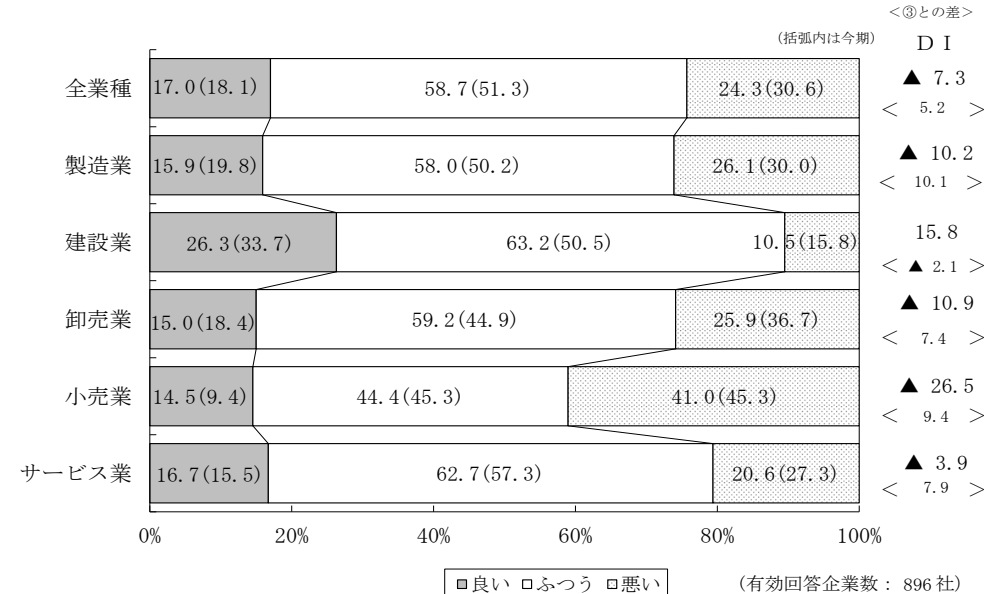 <③との差>
(括弧内は今期) ＤＩ
全業種 17.0(18.1) 58.7(51.3) 24.3(30.6) ▲ 7.3
< 5.2 >
製造業 15.9(19.8) 58.0(50.2) 26.1(30.0) ▲ 10.2
< 10.1 >
建設業 26.3(33.7) 63.2(50.5) 10.5(15.8) 15.8
< ▲ 2.1 >
卸売業 15.0(18.4) 59.2(44.9) 25.9(36.7) ▲ 10.9
< 7.4 >
小売業 14.5(9.4) 44.4(45.3) 41.0(45.3) ▲ 26.5
< 9.4 >
サービス業 16.7(15.5) 62.7(57.3) 20.6(27.3) ▲ 3.9
< 7.9 >
0% 20% 40% 60% 80% 100%
良い ふつう 悪い (有効回答企業数：896社)